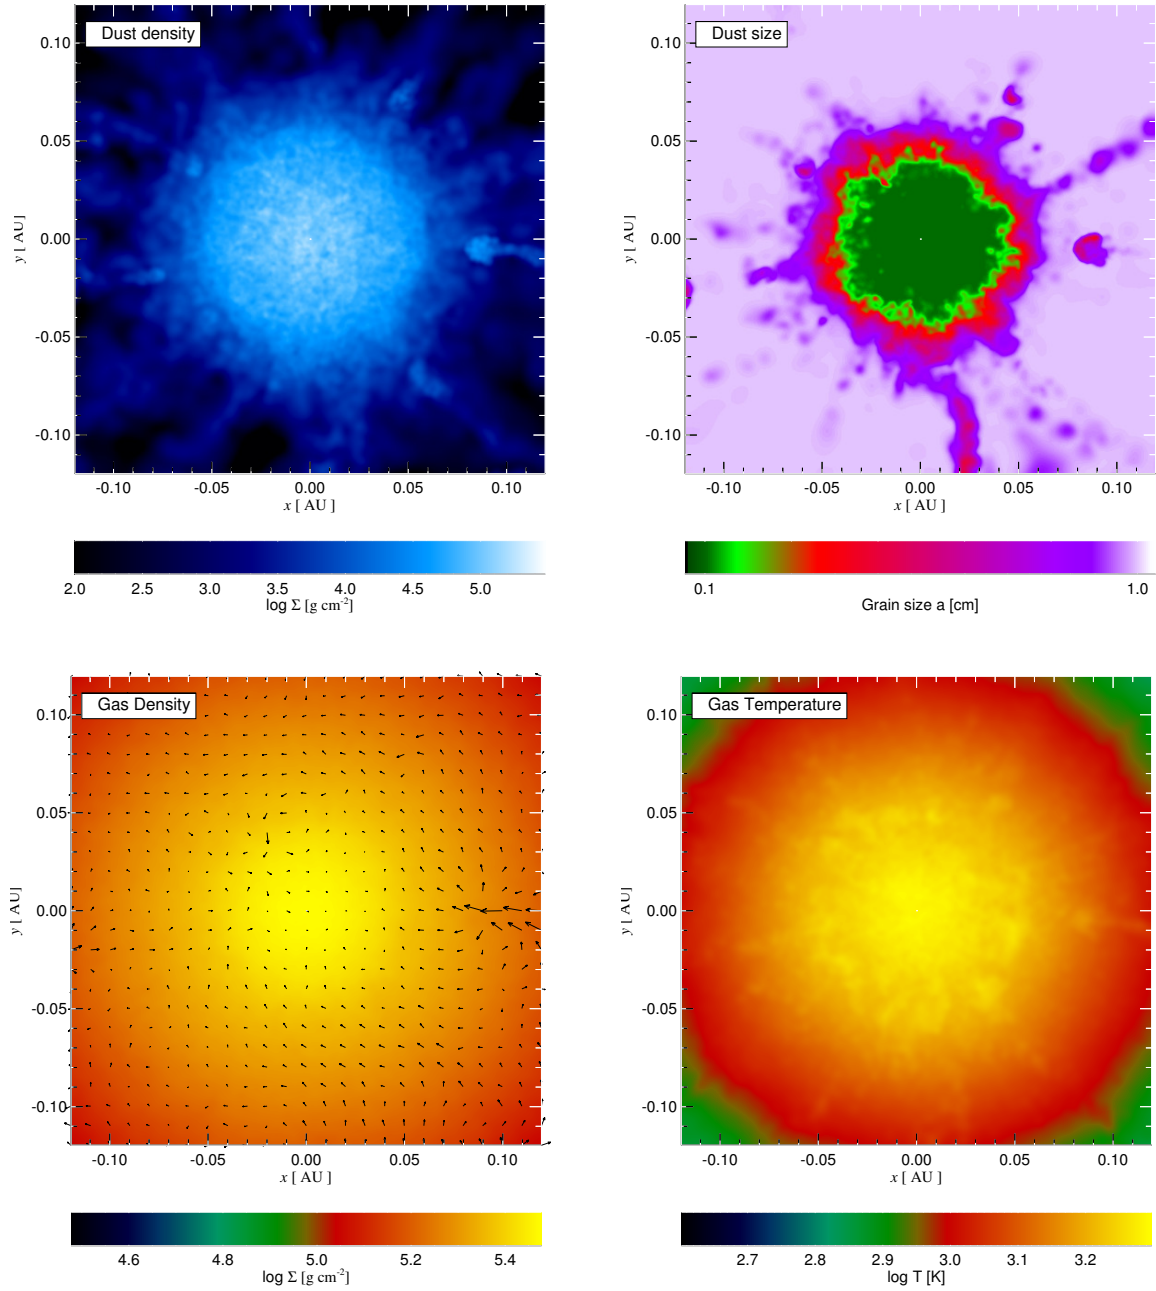 Dust density
0.10
0.05
0.00
-0.05
-0.10
y [ AU]
-0.10 -0.05 0.00 0.05 0.10
x [ AU ]
2.0 2.5 3.0 3.5 4.0 4.5 5.0
log Σ [g cm⁻²]
Dust size
0.10
0.05
0.00
-0.05
-0.10
y [ AU]
-0.10 -0.05 0.00 0.05 0.10
x [ AU ]
0.1 1.0
Grain size a [cm]
Gas Density
0.10
0.05
0.00
-0.05
-0.10
y [ AU]
-0.10 -0.05 0.00 0.05 0.10
x [ AU ]
4.6 4.8 5.0 5.2 5.4
log Σ [g cm⁻²]
Gas Temperature
0.10
0.05
0.00
-0.05
-0.10
y [ AU]
-0.10 -0.05 0.00 0.05 0.10
x [ AU ]
2.7 2.8 2.9 3.0 3.1 3.2
log T [K]